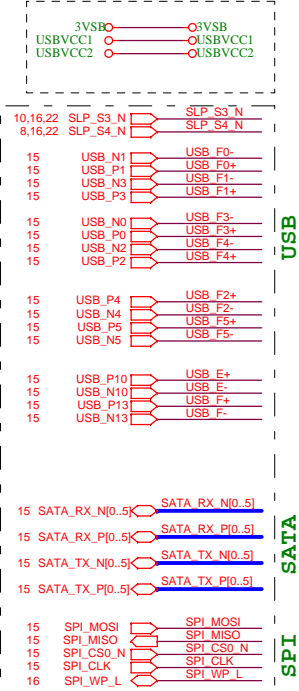 3VSB 3VSB
USBVCC1 USBVCC1
USBVCC2 USBVCC2
10,16,22 SLP_S3_N SLP_S3_N
8,16,22 SLP_S4_N SLP_S4_N
15 USB_N1 USB_F0-
15 USB_P1 USB_F0+
15 USB_N3 USB_F1-
15 USB_P3 USB_F1+
15 USB_N0 USB_F3-
15 USB_P0 USB_F3+
15 USB_N2 USB_F4-
15 USB_P2 USB_F4+
USB
15 USB_P4 USB_F2+
15 USB_N4 USB_F2-
15 USB_P5 USB_F5+
15 USB_N5 USB_F5-
15 USB_P10 USB_E+
15 USB_N10 USB_E-
15 USB_P13 USB_F+
15 USB_N13 USB_F-
15 SATA_RX_N[0..5] SATA_RX_N[0..5]
15 SATA_RX_P[0..5] SATA_RX_P[0..5]
15 SATA_TX_N[0..5] SATA_TX_N[0..5]
15 SATA_TX_P[0..5] SATA_TX_P[0..5]
SATA
15 SPI_MOSI SPI_MOSI
15 SPI_MISO SPI_MISO
15 SPI_CS0_N SPI_CS0_N
15 SPI_CLK SPI_CLK
16 SPI_WP_L SPI_WP_L
SPI